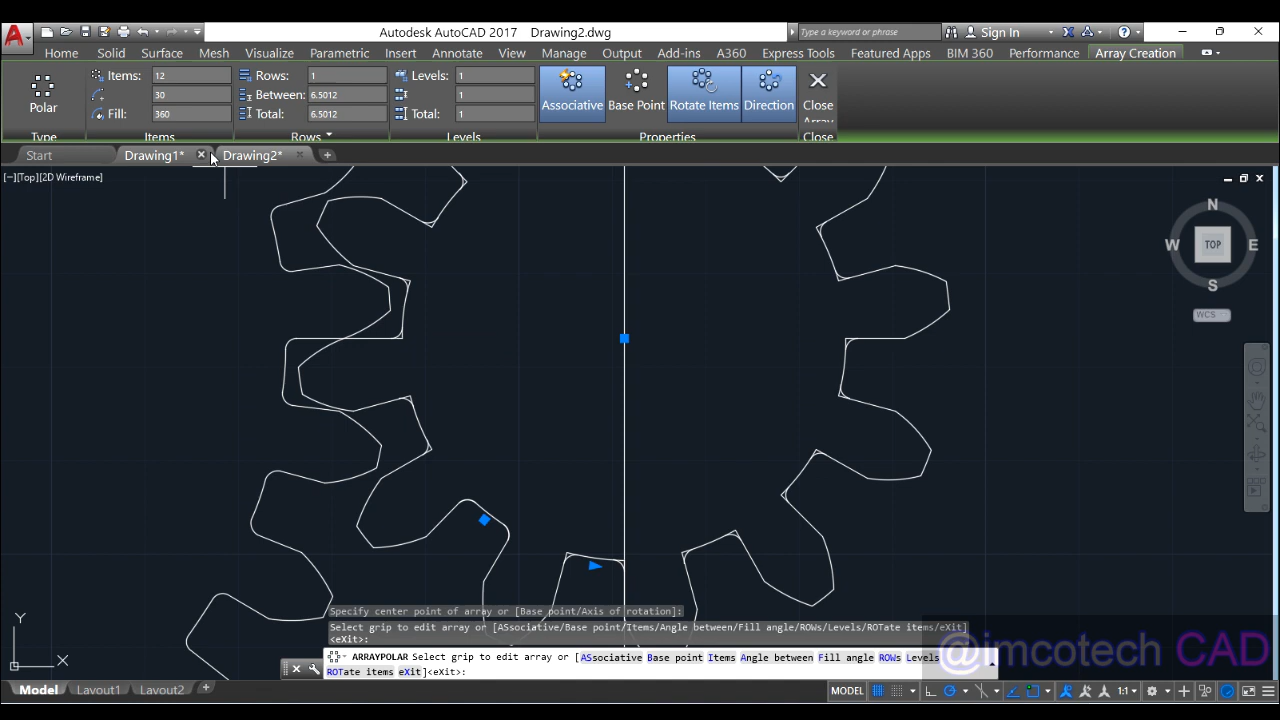 Autodesk AutoCAD 2017 Drawing2.dwg
Type a keyword or phrase
Sign In
Home Solid Surface Mesh Visualize Parametric Insert Annotate View Manage Output Add-ins A360 Express Tools Featured Apps BIM 360 Performance Array Creation
Items: 12 Rows: 1 Levels: 1
30 Between: 6.5012 1
Fill: 360 Total: 6.5012 Total: 1
Polar
Associative Base Point Rotate Items Direction Close
Array
Type Items Rows Levels Properties Close
Start Drawing1* Drawing2*
[−][Top][2D Wireframe]
N
W TOP E
S
WCS
Specify center point of array or [Base point/Axis of rotation]:
Select grip to edit array or [ASsociative/Base point/Items/Angle between/Fill angle/ROWs/Levels/ROTate items/eXit]
<eXit>:
ARRAYPOLAR Select grip to edit array or [ASsociative Base point Items Angle between Fill angle ROWs Levels
ROTate items eXit]<eXit>:
Y
X
@imcotech CAD
Model Layout1 Layout2 +
MODEL 1:1